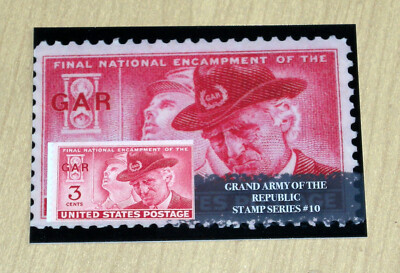 FINAL NATIONAL ENCAMPMENT OF THE
GAR
GAR
FINAL NATIONAL ENCAMPMENT OF THE
GAR
3
CENTS
UNITED STATES POSTAGE
GRAND ARMY OF THE
REPUBLIC
STAMP SERIES #10